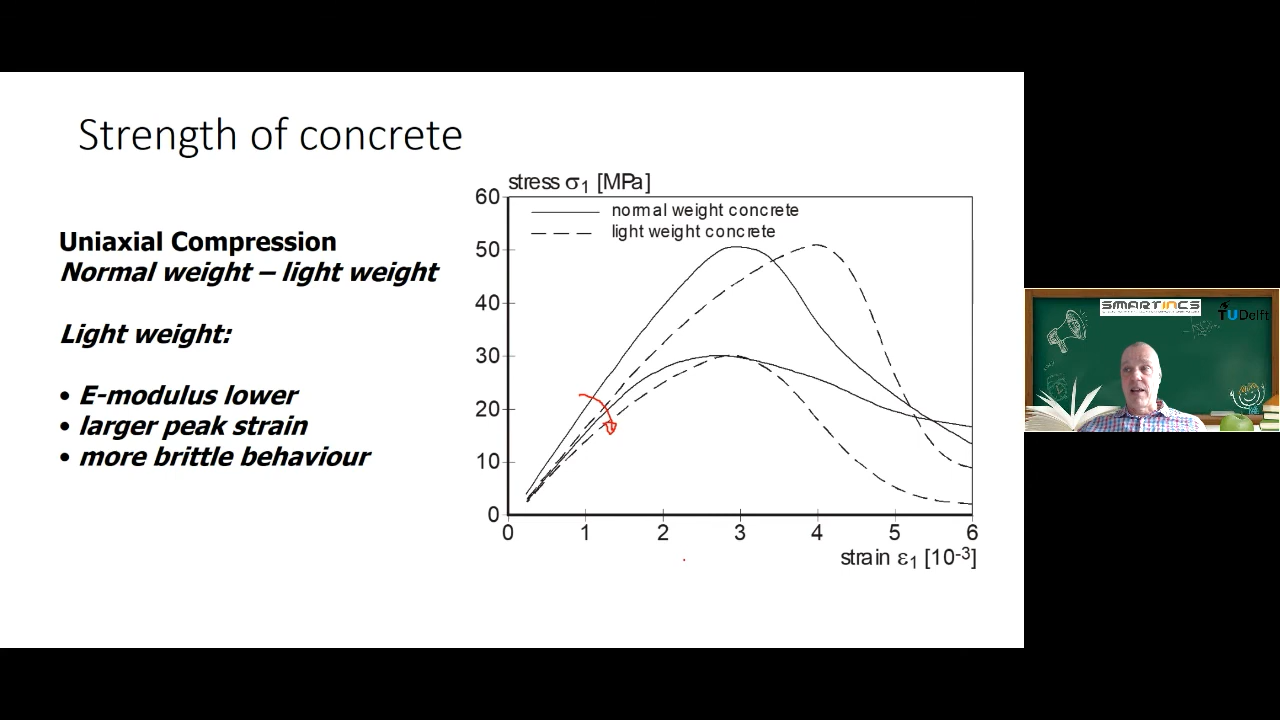 Strength of concrete
Uniaxial Compression
Normal weight – light weight
Light weight:
• E-modulus lower
• larger peak strain
• more brittle behaviour
stress σ1 [MPa]
normal weight concrete
light weight concrete
60
50
40
30
20
10
0
0 1 2 3 4 5 6
strain ε1 [10-3]
SMARTINCS
TUDelft